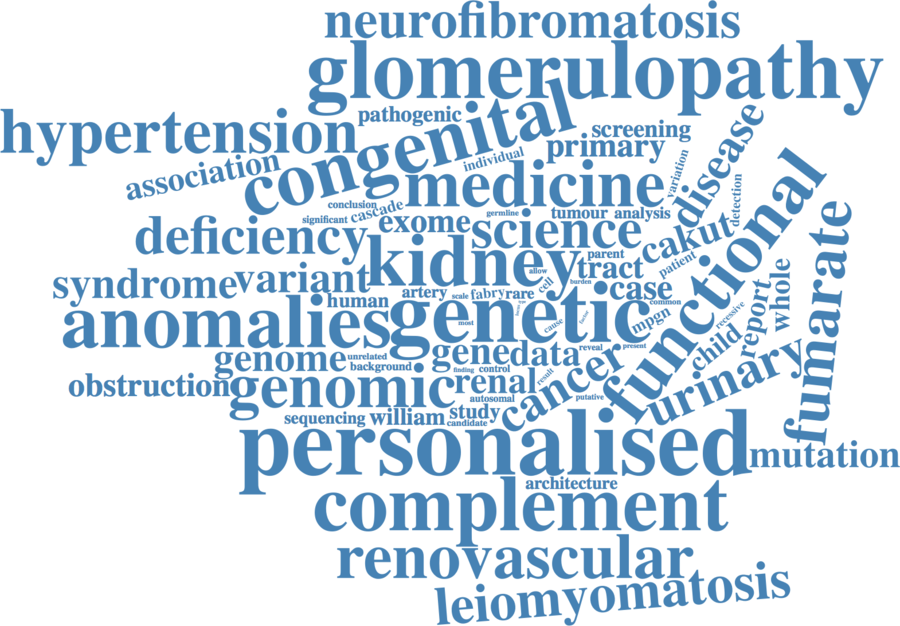 neurofibromatosis
glomerulopathy
pathogenic
hypertension
congenital
screening
primary
individual
association
medicine
variation
disease
detection
conclusion
cascade
significant
exome
germline
tumour
analysis
deficiency
science
cakut
functional
fumarate
kidney
parent
tract
patient
allow
burden
cell
syndrome
variant
case
common
human
artery
scale
fabry
rare
type
anomalies
genetic
most
cause
factor
mpgn
recessive
report
whole
child
genome
unrelated
background
gene
data
reveal
present
finding
control
result
cancer
urinary
obstruction
genomic
renal
autosomal
putative
sequencing
william
study
candidate
personalised
mutation
architecture
complement
renovascular
leiomyomatosis